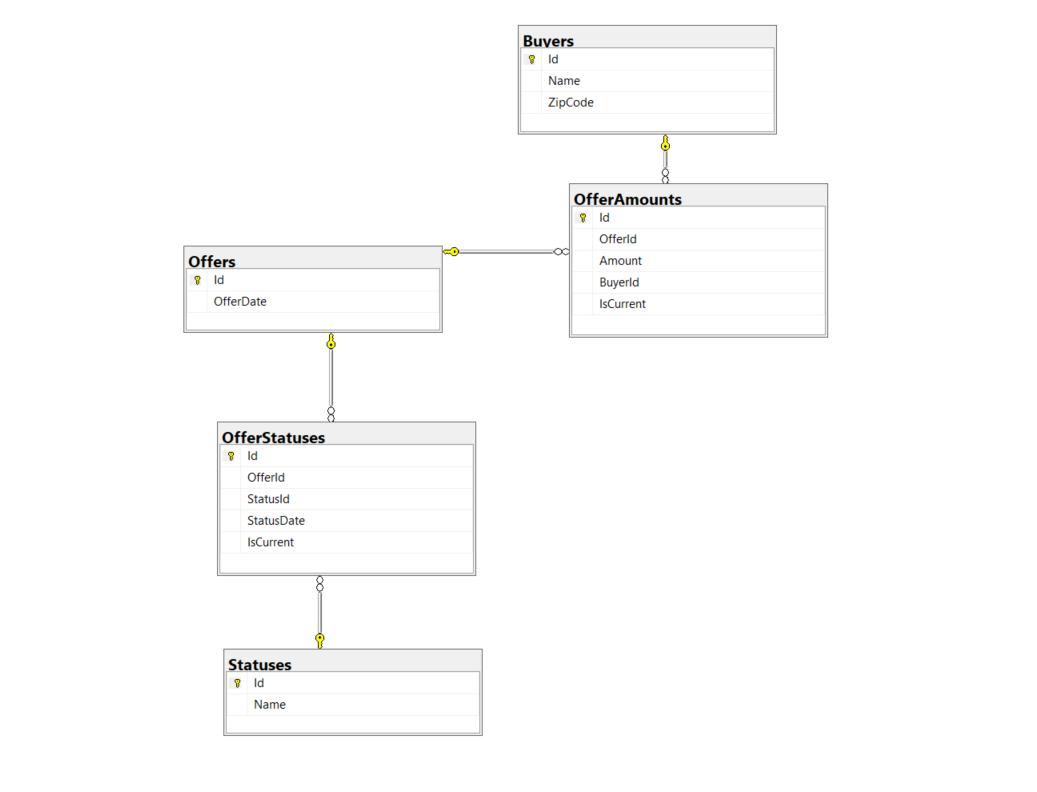 Buyers
Id
Name
ZipCode
OfferAmounts
Id
OfferId
Amount
BuyerId
IsCurrent
Offers
Id
OfferDate
OfferStatuses
Id
OfferId
StatusId
StatusDate
IsCurrent
Statuses
Id
Name